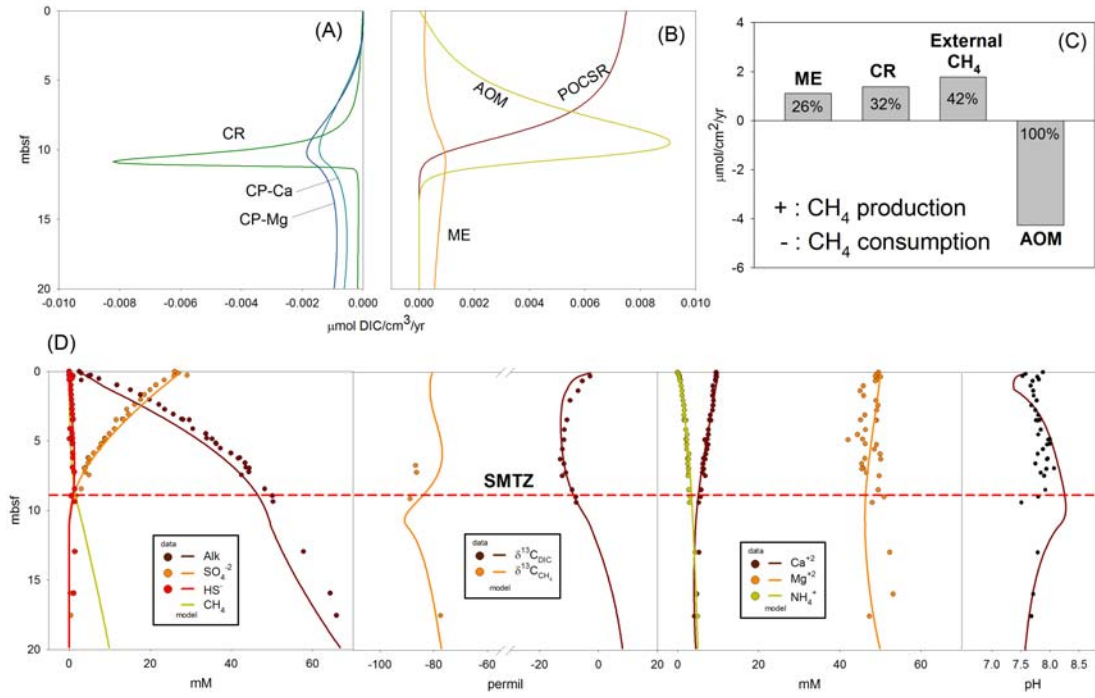 (A)
(B)
(C)
0
5
10
15
20
mbsf
CR
CP-Ca
CP-Mg
-0.010
-0.008
-0.006
-0.004
-0.002
0.000
AOM
POCSR
ME
0.000
0.002
0.004
0.006
0.008
0.010
μmol DIC/cm³/yr
6
4
2
0
-2
-4
-6
μmol/cm²/yr
ME
CR
External
CH₄
26%
32%
42%
100%
AOM
+ : CH₄ production
- : CH₄ consumption
(D)
0
5
10
15
20
mbsf
SMTZ
data
Alk
SO₄⁻²
HS⁻
CH₄
model
0
20
40
60
mM
data
δ¹³C_DIC
δ¹³C_CH₄
model
-100
-80
-60
-20
0
permil
data
Ca⁺²
Mg⁺²
NH₄⁺
model
0
20
40
60
mM
7.0
7.5
8.0
8.5
pH